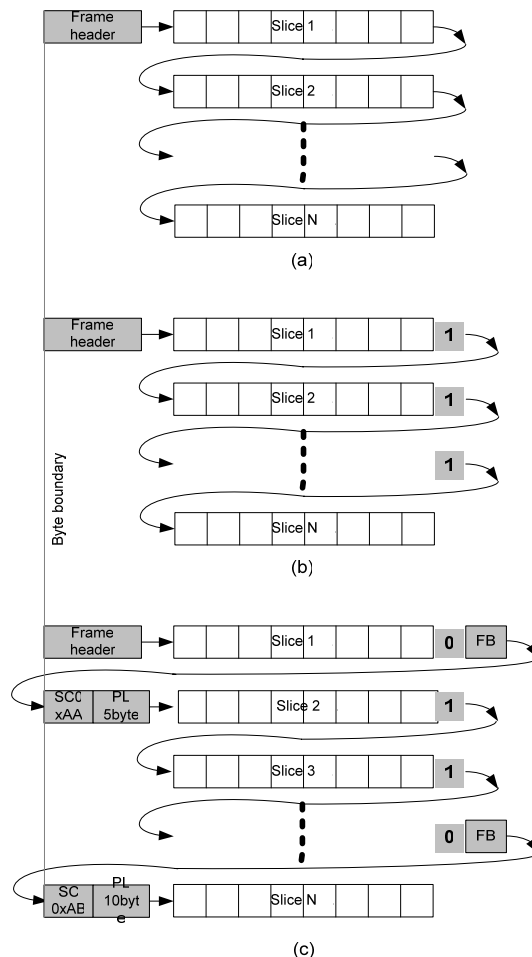 Frame
header
Slice 1
Slice 2
Slice N
(a)
Frame
header
Slice 1
1
Slice 2
1
1
Byte boundary
Slice N
(b)
Frame
header
Slice 1
0
FB
SC0
xAA
PL
5byte
Slice 2
1
Slice 3
1
0
FB
SC
0xAB
PL
10byt
e
Slice N
(c)